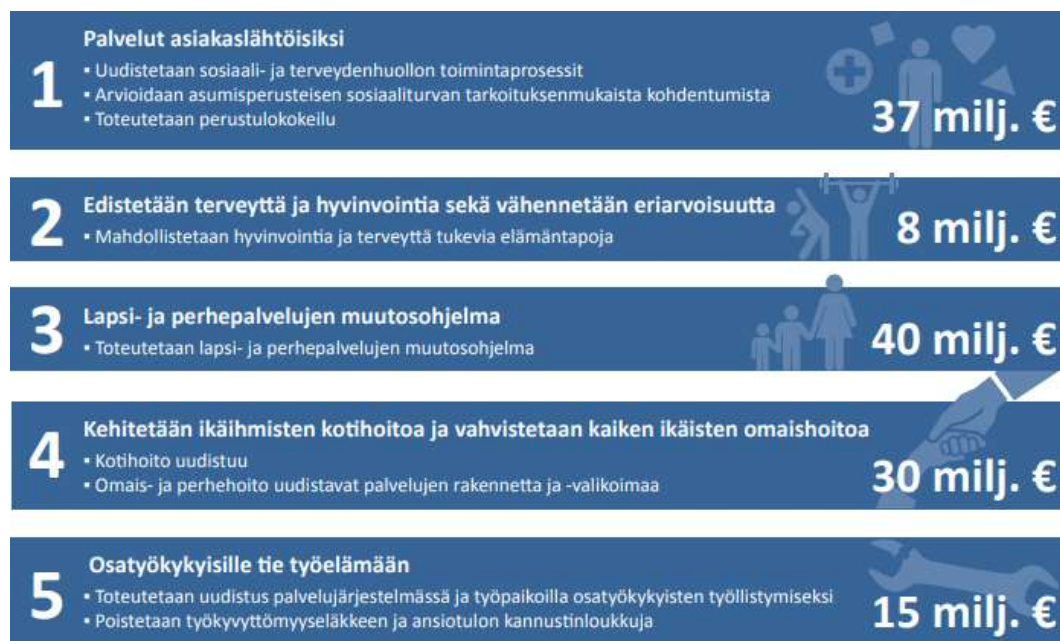 1
Palvelut asiakaslähtöisiksi
▪ Uudistetaan sosiaali- ja terveydenhuollon toimintaprosessit
▪ Arvioidaan asumisperusteisen sosiaaliturvan tarkoituksenmukaista kohdentumista
▪ Toteutetaan perustulokokeilu
37 milj. €
2
Edistetään terveyttä ja hyvinvointia sekä vähennetään eriarvoisuutta
▪ Mahdollistetaan hyvinvointia ja terveyttä tukevia elämäntapoja
8 milj. €
3
Lapsi- ja perhepalvelujen muutosohjelma
▪ Toteutetaan lapsi- ja perhepalvelujen muutosohjelma
40 milj. €
4
Kehitetään ikäihmisten kotihoitoa ja vahvistetaan kaiken ikäisten omaishoitoa
▪ Kotihoito uudistuu
▪ Omais- ja perhehoito uudistavat palvelujen rakennetta ja -valikoimaa
30 milj. €
5
Osatyökykyisille tie työelämään
▪ Toteutetaan uudistus palvelujärjestelmässä ja työpaikoilla osatyökykyisten työllistymiseksi
▪ Poistetaan työkyvyttömyyseläkkeen ja ansiotulon kannustinloukkuja
15 milj. €